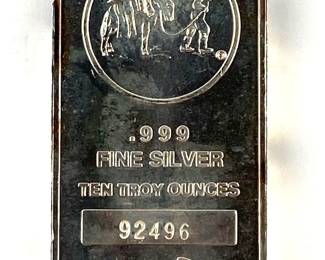 .999
FINE SILVER
TEN TROY OUNCES
92496